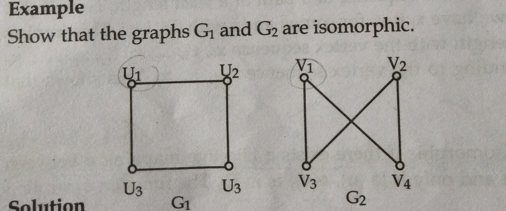 Example
Show that the graphs G1 and G2 are isomorphic.
U1 U2 V1 V2
U3 U3 V3 V4
G1 G2
Solution